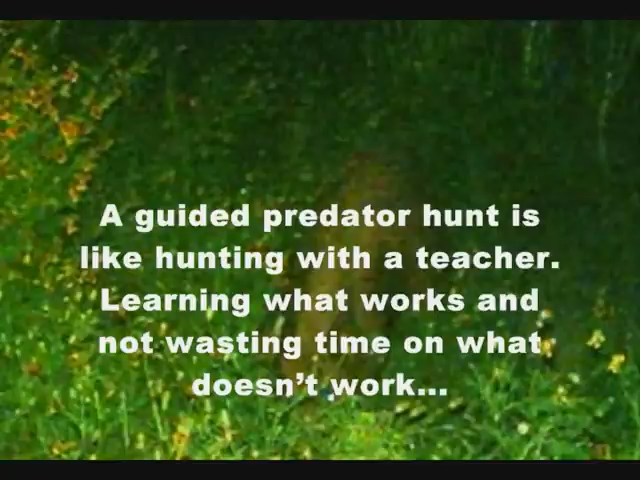 A guided predator hunt is
like hunting with a teacher.
Learning what works and
not wasting time on what
doesn’t work...